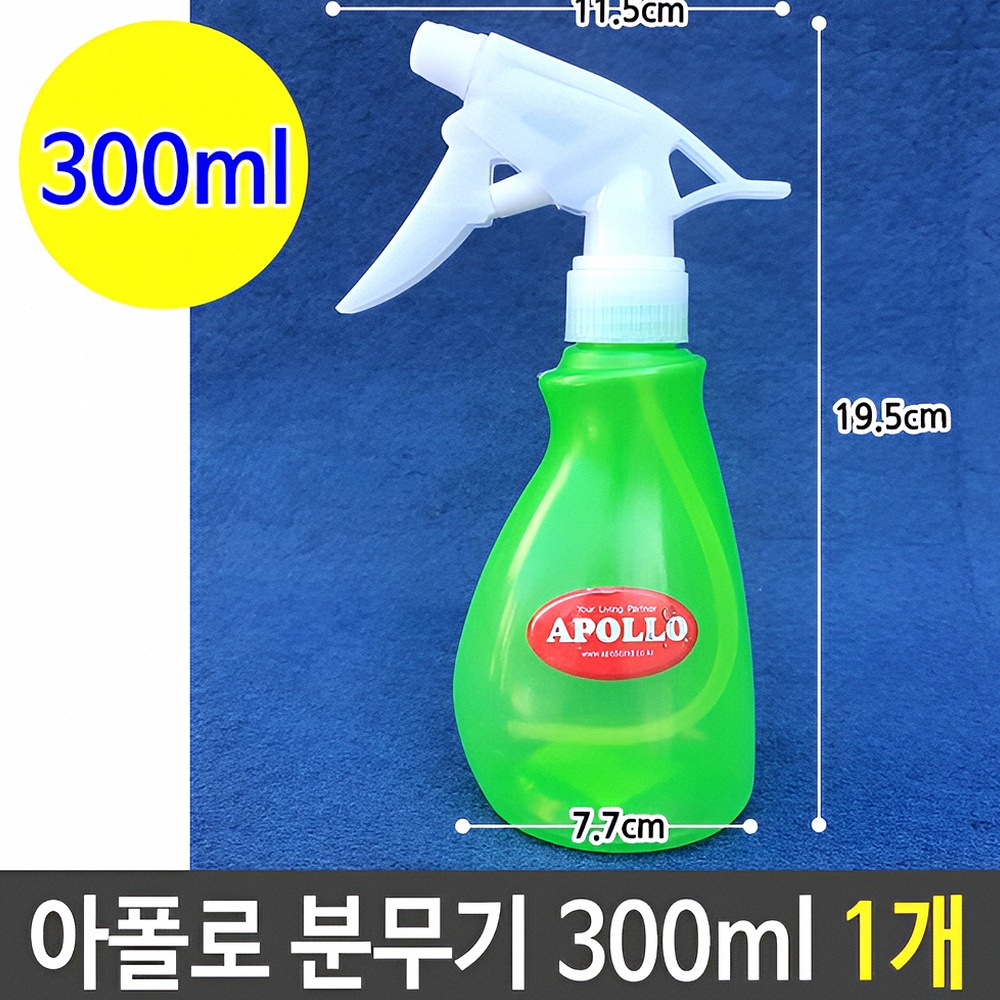 11.5cm
300ml
19.5cm
Your Living Partner
APOLLO
7.7cm
아폴로 분무기 300ml 1개